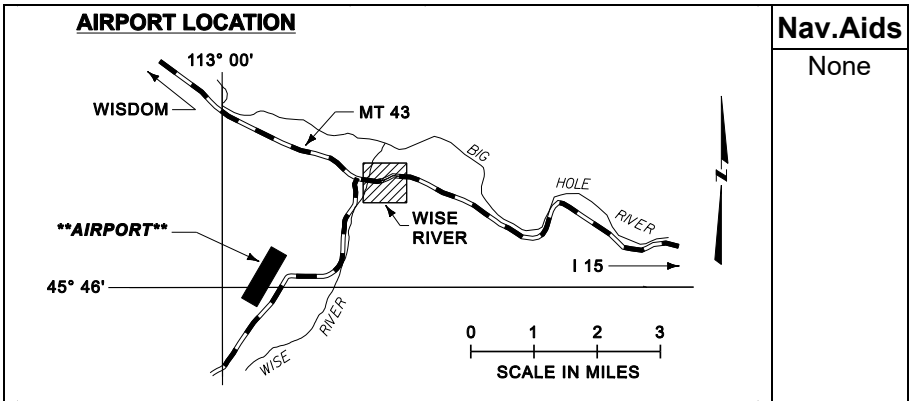 AIRPORT LOCATION
Nav.Aids
None
113° 00'
WISDOM
MT 43
BIG
HOLE
RIVER
N
**AIRPORT**
WISE
RIVER
I 15
45° 46'
WISE
RIVER
0 1 2 3
SCALE IN MILES